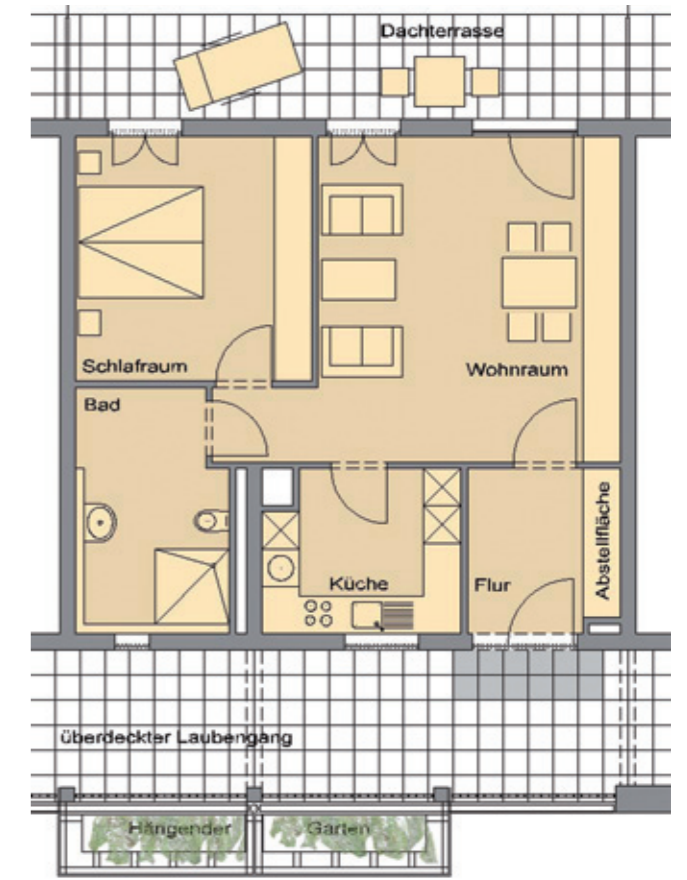 Dachterrasse
Schlafraum
Wohnraum
Bad
Küche
Flur
Abstellfläche
überdeckter Laubengang
Hängender Garten